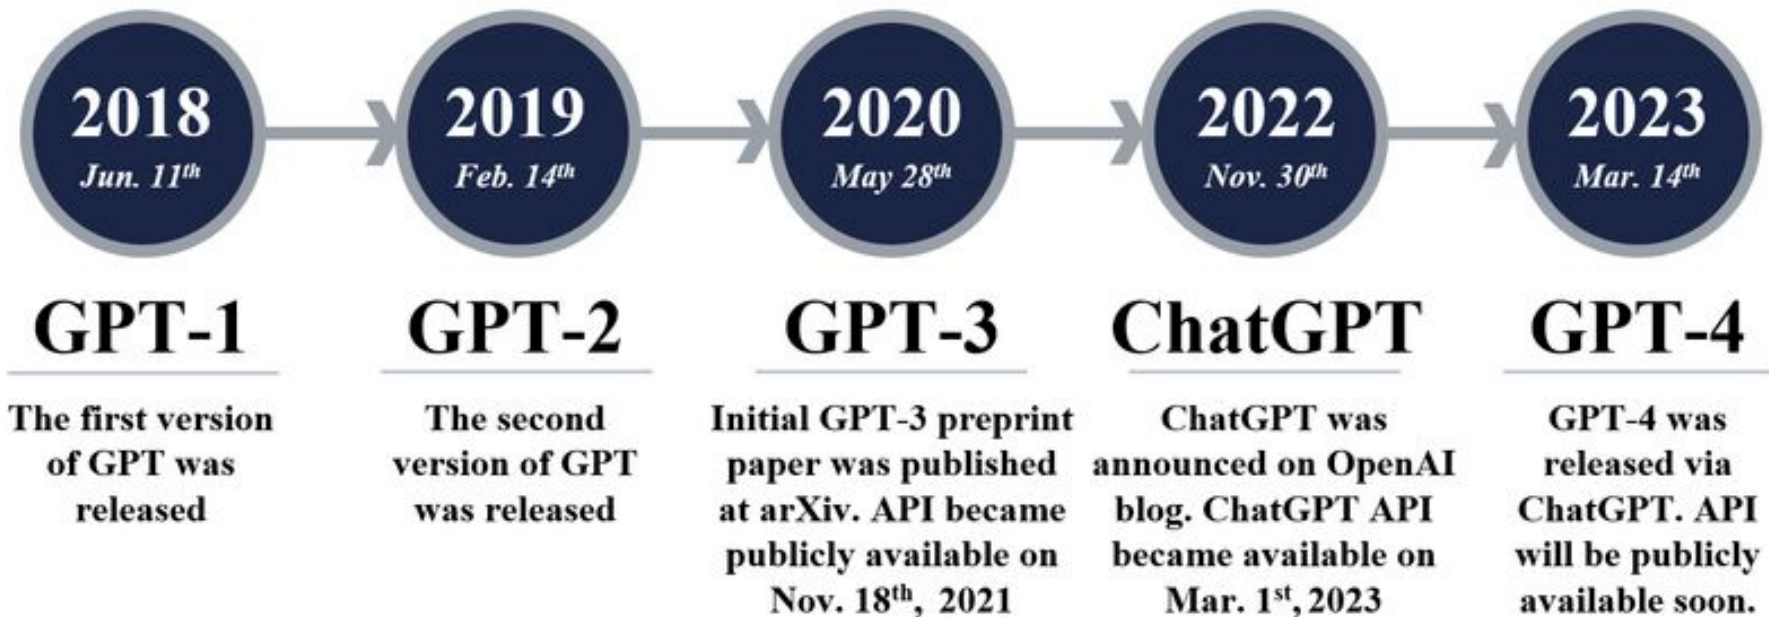 2018
Jun. 11th
2019
Feb. 14th
2020
May 28th
2022
Nov. 30th
2023
Mar. 14th
GPT-1
The first version
of GPT was
released
GPT-2
The second
version of GPT
was released
GPT-3
Initial GPT-3 preprint
paper was published
at arXiv. API became
publicly available on
Nov. 18th, 2021
ChatGPT
ChatGPT was
announced on OpenAI
blog. ChatGPT API
became available on
Mar. 1st, 2023
GPT-4
GPT-4 was
released via
ChatGPT. API
will be publicly
available soon.